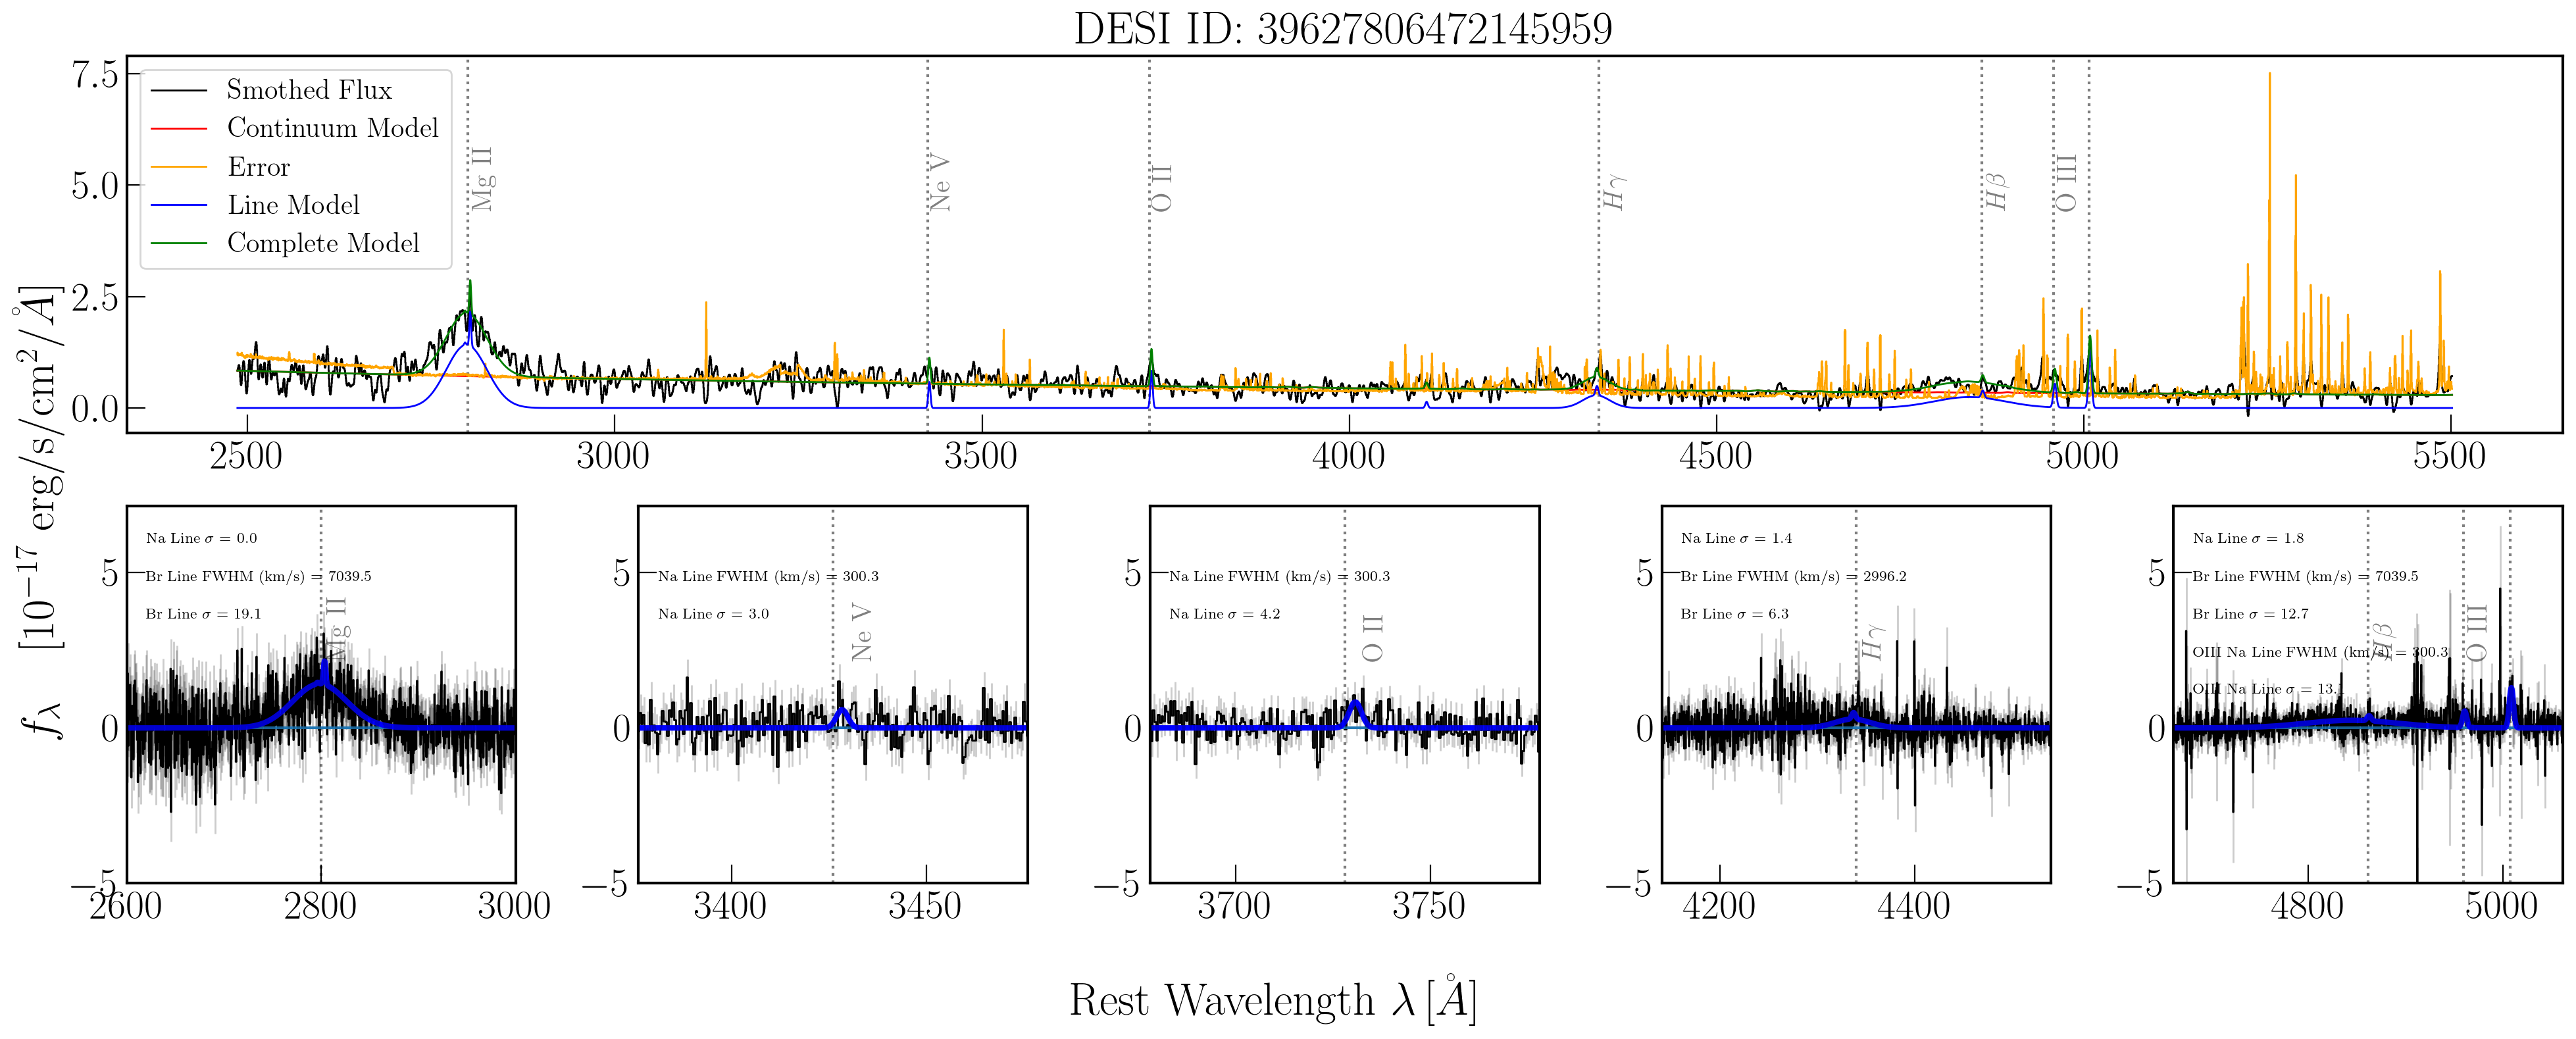 DESI ID: 39627806472145959
f_λ [10⁻¹⁷ erg/s/cm²/Å]
7.5
5.0
2.5
0.0
Smothed Flux
Continuum Model
Error
Line Model
Complete Model
Mg II
Ne V
O II
Hγ
Hβ
O III
2500 3000 3500 4000 4500 5000 5500
5
0
−5
Na Line σ = 0.0
Br Line FWHM (km/s) = 7039.5
Br Line σ = 19.1
Mg II
2600 2800 3000
5
0
−5
Na Line FWHM (km/s) = 300.3
Na Line σ = 3.0
Ne V
3400 3450
5
0
−5
Na Line FWHM (km/s) = 300.3
Na Line σ = 4.2
O II
3700 3750
5
0
−5
Na Line σ = 1.4
Br Line FWHM (km/s) = 2996.2
Br Line σ = 6.3
Hγ
4200 4400
5
0
−5
Na Line σ = 1.8
Br Line FWHM (km/s) = 7039.5
Br Line σ = 12.7
OIII Na Line FWHM (km/s) = 300.3
OIII Na Line σ = 13.
Hβ
O III
4800 5000
Rest Wavelength λ [Å]